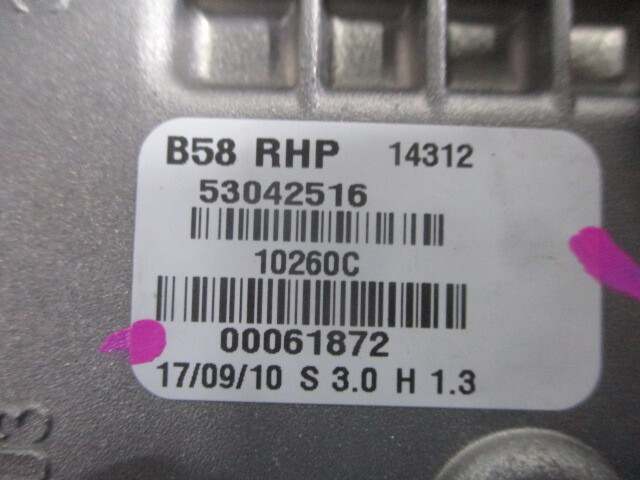 B58 RHP 14312
53042516
10260C
00061872
17/09/10 S 3.0 H 1.3